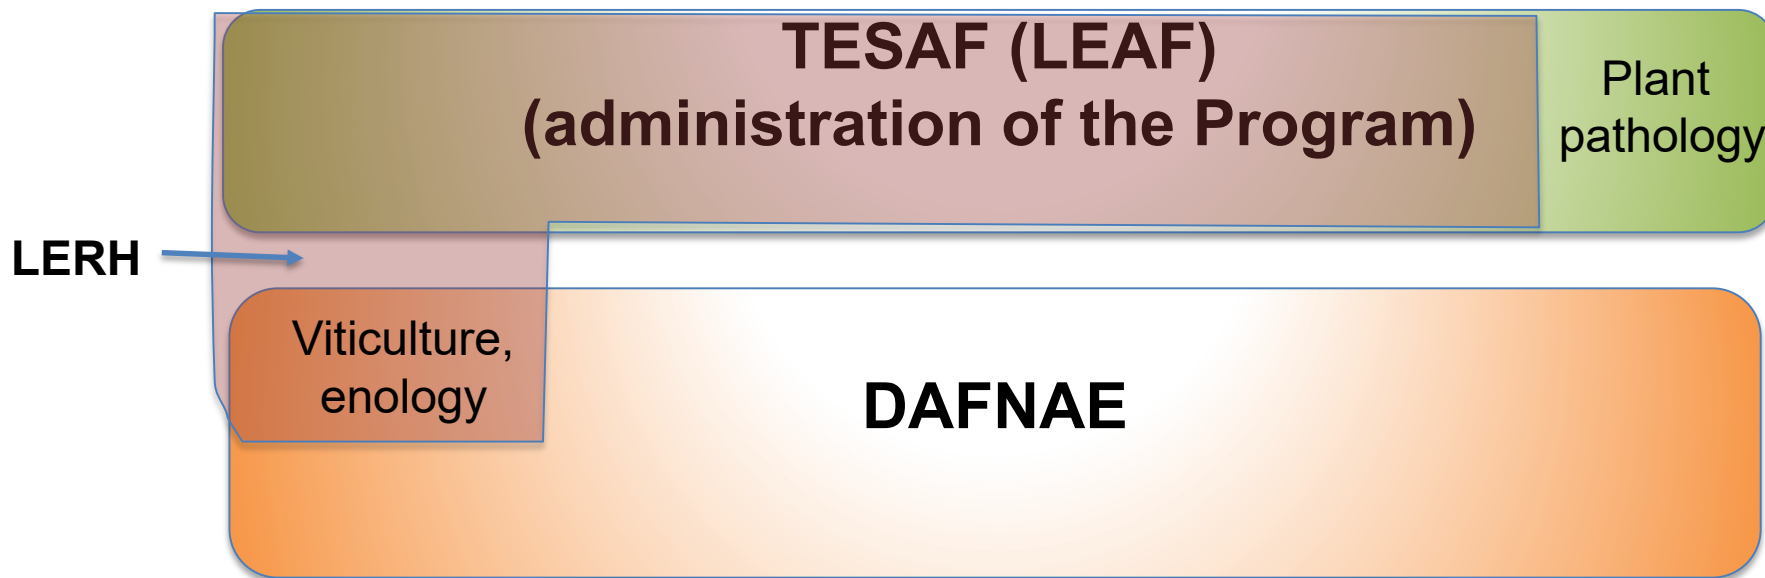 TESAF (LEAF)
(administration of the Program)
Plant
pathology
LERH
Viticulture,
enology
DAFNAE